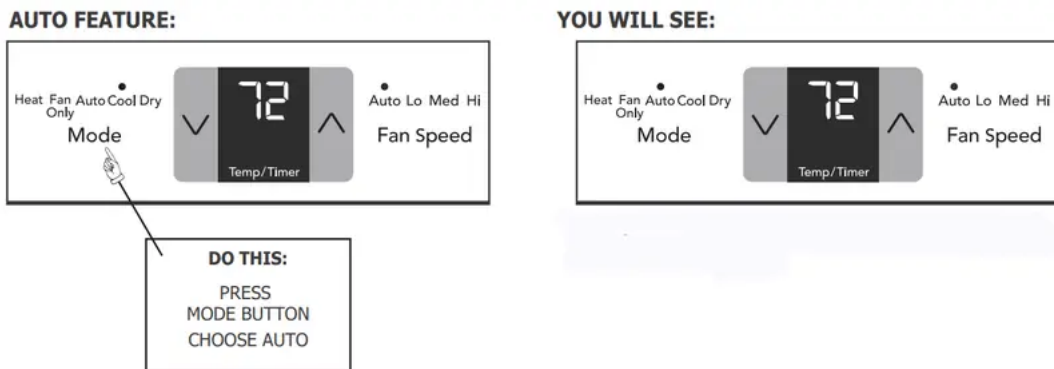 AUTO FEATURE:
Heat Fan Auto Cool Dry
Only
Mode
72
Temp/Timer
Auto Lo Med Hi
Fan Speed
DO THIS:
PRESS
MODE BUTTON
CHOOSE AUTO
YOU WILL SEE:
Heat Fan Auto Cool Dry
Only
Mode
72
Temp/Timer
Auto Lo Med Hi
Fan Speed